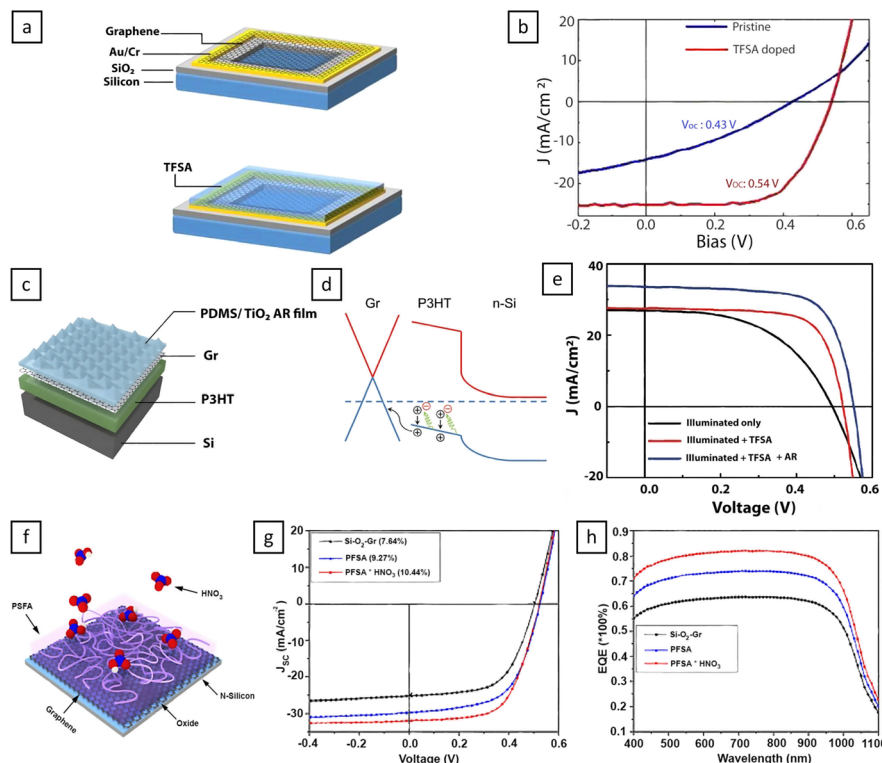 a
Graphene
Au/Cr
SiO₂
Silicon
TFSA
b
J (mA/cm²)
20
10
0
-10
-20
Pristine
TFSA doped
Voc : 0.43 V
Voc: 0.54 V
-0.2 0.0 0.2 0.4 0.6
Bias (V)
c
PDMS/ TiO₂ AR film
Gr
P3HT
Si
d
Gr P3HT n-Si
e
J (mA/cm²)
40
20
0
-20
Illuminated only
Illuminated + TFSA
Illuminated + TFSA + AR
0.0 0.2 0.4 0.6
Voltage (V)
f
HNO₃
PSFA
N-Silicon
Graphene
Oxide
g
J_SC (mA/cm²)
20
10
0
-10
-20
-30
Si-O₂-Gr (7.64%)
PFSA (9.27%)
PFSA * HNO₃ (10.44%)
-0.4 -0.2 0.0 0.2 0.4 0.6
Voltage (V)
h
EQE (*100%)
0.9
0.8
0.7
0.6
0.5
0.4
0.3
0.2
0.1
Si-O₂-Gr
PFSA
PFSA * HNO₃
400 500 600 700 800 900 1000 1100
Wavelength (nm)